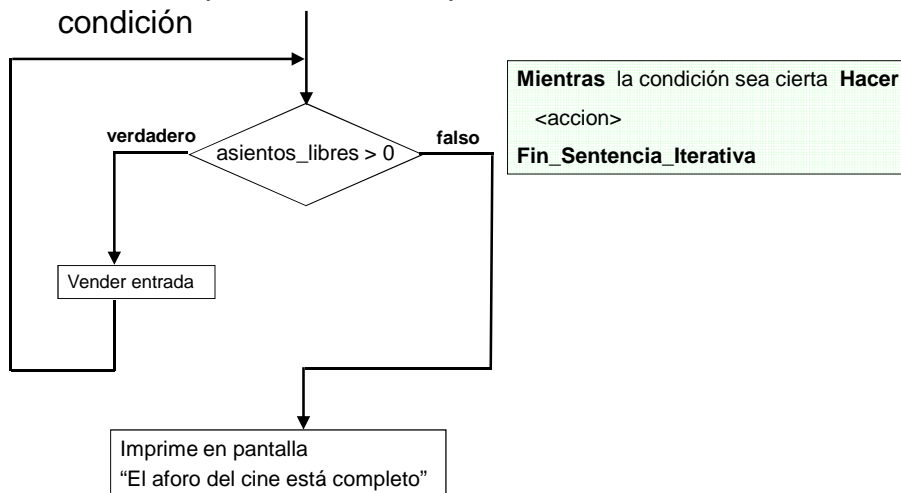 condición
Mientras la condición sea cierta Hacer
<accion>
Fin_Sentencia_Iterativa
verdadero
falso
asientos_libres > 0
Vender entrada
Imprime en pantalla
“El aforo del cine está completo”